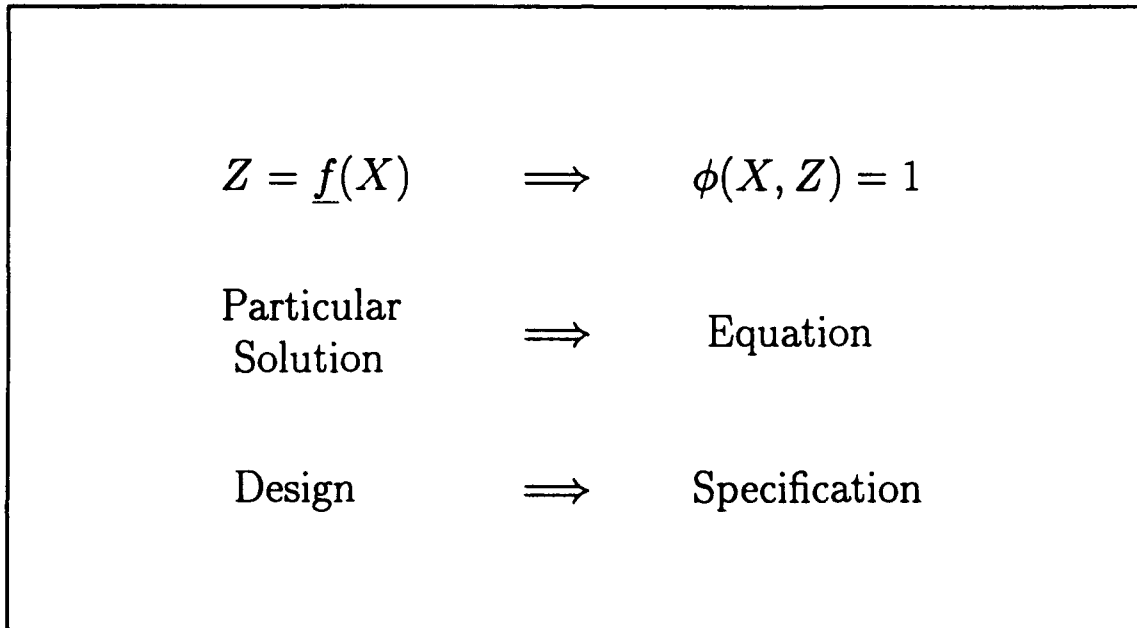 Z = f(X) ⟹ φ(X, Z) = 1
Particular
Solution ⟹ Equation
Design ⟹ Specification